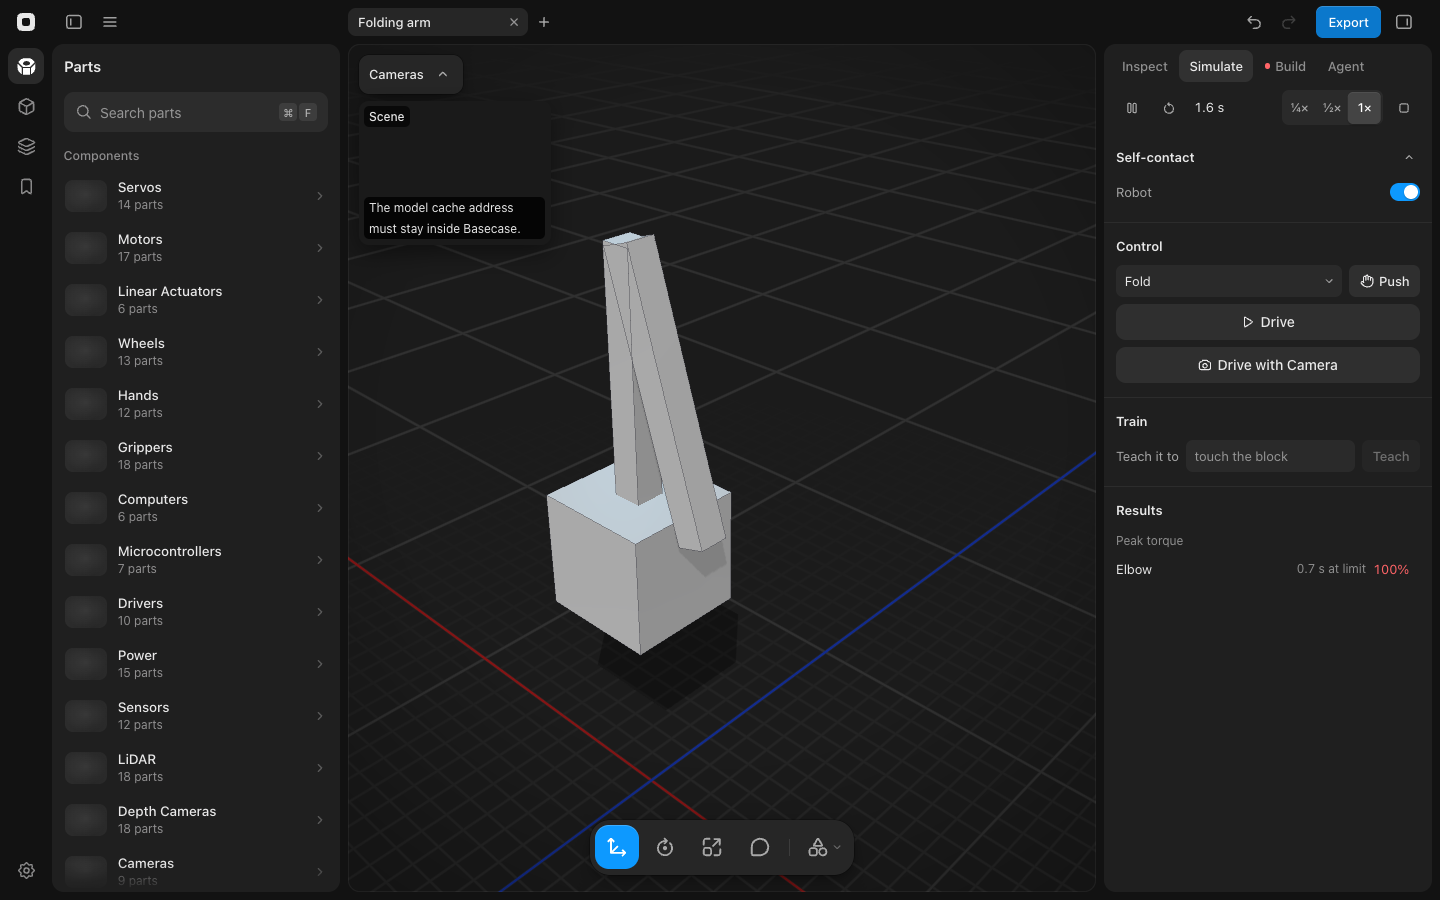 Folding arm
Export
Parts
Search parts
⌘ F
Components
Servos
14 parts
Motors
17 parts
Linear Actuators
6 parts
Wheels
13 parts
Hands
12 parts
Grippers
18 parts
Computers
6 parts
Microcontrollers
7 parts
Drivers
10 parts
Power
15 parts
Sensors
12 parts
LiDAR
18 parts
Depth Cameras
18 parts
Cameras
9 parts
Cameras
Scene
The model cache address
must stay inside Basecase.
Inspect Simulate Build Agent
1.6 s ¼× ½× 1×
Self-contact
Robot
Control
Fold Push
Drive
Drive with Camera
Train
Teach it to touch the block Teach
Results
Peak torque
Elbow 0.7 s at limit 100%